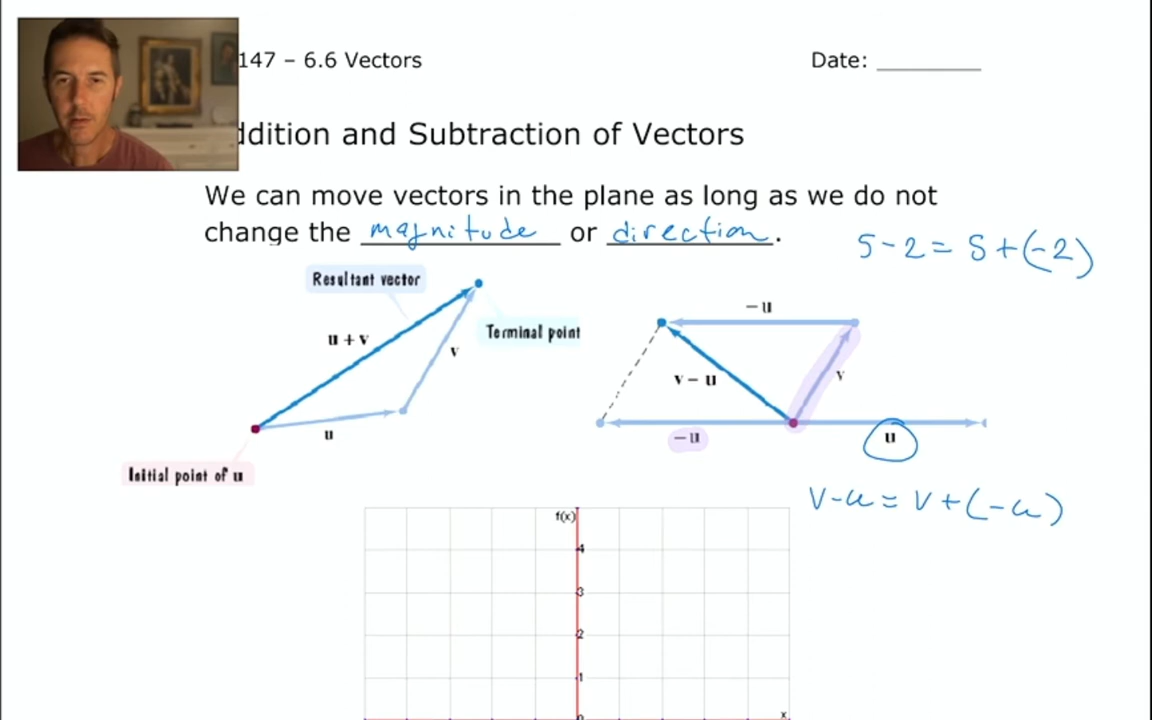 147 – 6.6 Vectors
Date: _________
ddition and Subtraction of Vectors
We can move vectors in the plane as long as we do not
change the magnitude or direction.
5-2 = 5+(-2)
Resultant vector
Terminal point
u + v
v
u
Initial point of u
-u
v
v - u
-u
u
v-u = v+(-u)
f(x)
4
3
2
1
0
x